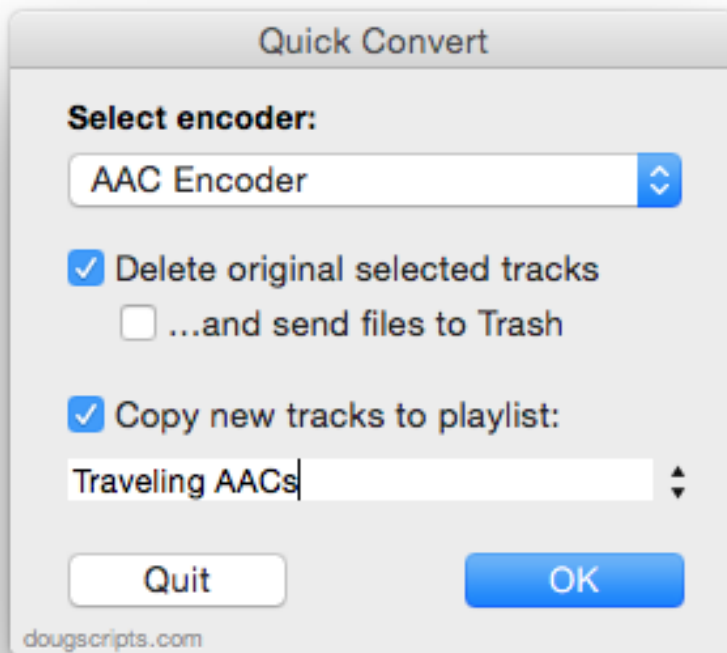 Quick Convert
Select encoder:
AAC Encoder
Delete original selected tracks
...and send files to Trash
Copy new tracks to playlist:
Traveling AACs
Quit OK
dougscripts.com